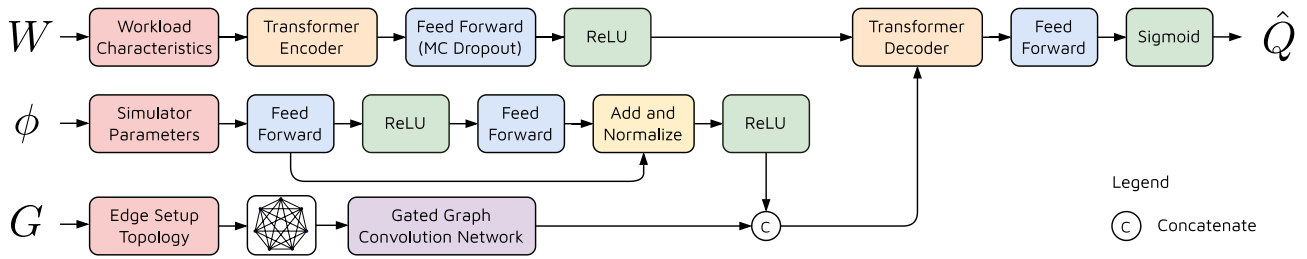 W
Workload
Characteristics
Transformer
Encoder
Feed Forward
(MC Dropout)
ReLU
Transformer
Decoder
Feed
Forward
Sigmoid
Q̂
ϕ
Simulator
Parameters
Feed
Forward
ReLU
Feed
Forward
Add and
Normalize
ReLU
G
Edge Setup
Topology
Gated Graph
Convolution Network
C
Legend
C Concatenate